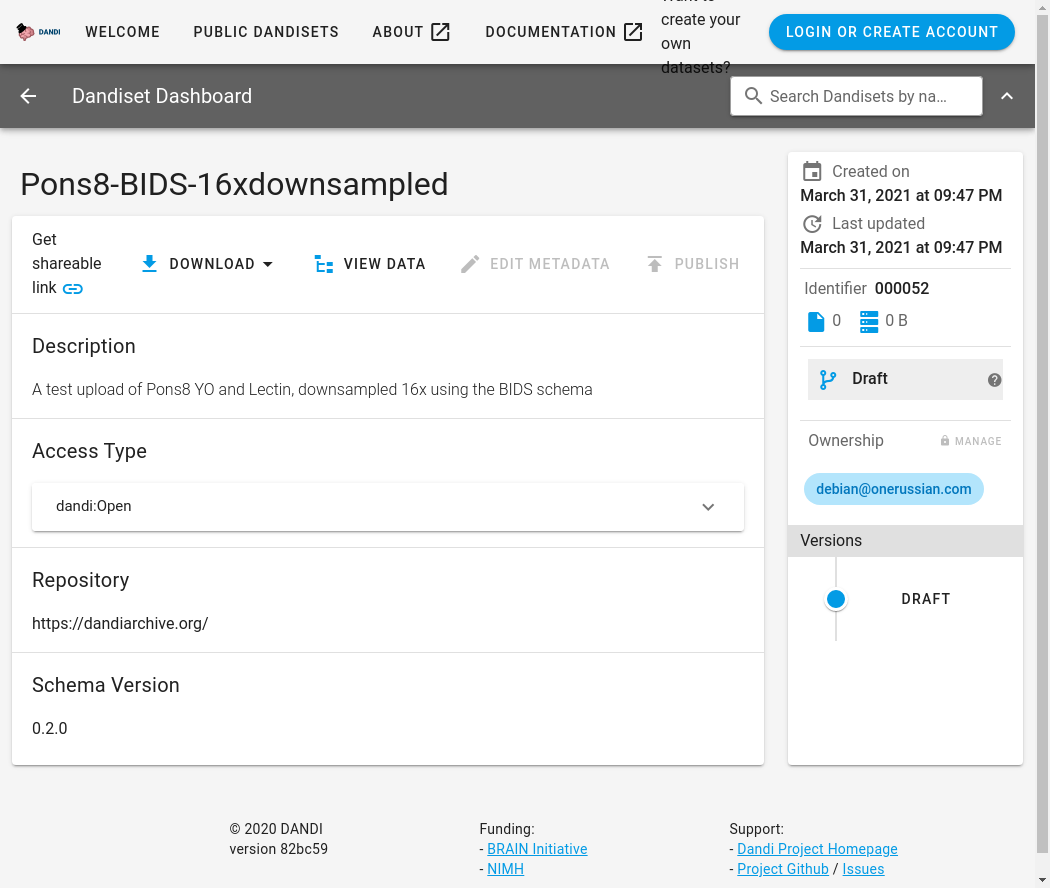 DANDI
WELCOME
PUBLIC DANDISETS
ABOUT
DOCUMENTATION
create your
own
datasets?
LOGIN OR CREATE ACCOUNT
Dandiset Dashboard
Search Dandisets by na…
Pons8-BIDS-16xdownsampled
Get
shareable
link
DOWNLOAD
VIEW DATA
EDIT METADATA
PUBLISH
Description
A test upload of Pons8 YO and Lectin, downsampled 16x using the BIDS schema
Access Type
dandi:Open
Repository
https://dandiarchive.org/
Schema Version
0.2.0
Created on
March 31, 2021 at 09:47 PM
Last updated
March 31, 2021 at 09:47 PM
Identifier 000052
0
0 B
Draft
Ownership
MANAGE
debian@onerussian.com
Versions
DRAFT
© 2020 DANDI
version 82bc59
Funding:
- BRAIN Initiative
- NIMH
Support:
- Dandi Project Homepage
- Project Github / Issues